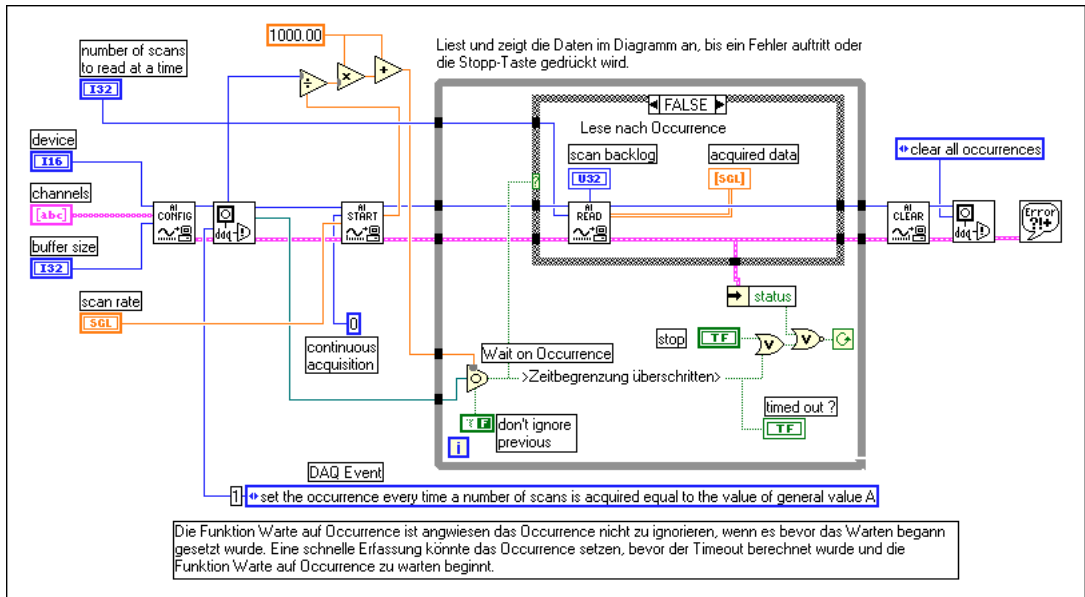 number of scans
to read at a time
I32
1000.00
Liest und zeigt die Daten im Diagramm an, bis ein Fehler auftritt oder
die Stopp-Taste gedrückt wird.
FALSE
Lese nach Occurrence
device
I16
channels
[abc]
buffer size
I32
scan rate
SGL
AI
CONFIG
ddq
AI
START
0
continuous
acquisition
?
scan backlog
U32
acquired data
[SGL]
AI
READ
clear all occurrences
AI
CLEAR
ddq
Error
?!+
status
stop
TF
V
V
Wait on Occurrence
>Zeitbegrenzung überschritten>
timed out ?
TF
T F
don't ignore
previous
i
DAQ Event
1
set the occurrence every time a number of scans is acquired equal to the value of general value A
Die Funktion Warte auf Occurrence ist angwiesen das Occurrence nicht zu ignorieren, wenn es bevor das Warten begann
gesetzt wurde. Eine schnelle Erfassung könnte das Occurrence setzen, bevor der Timeout berechnet wurde und die
Funktion Warte auf Occurrence zu warten beginnt.